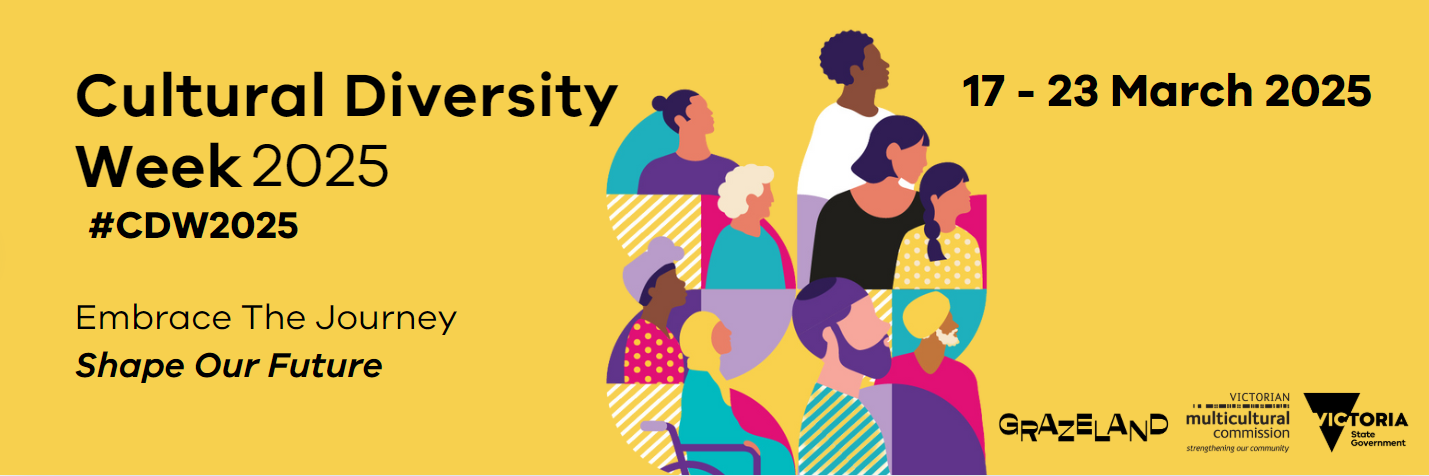 Cultural Diversity
Week 2025
#CDW2025
Embrace The Journey
Shape Our Future
17 - 23 March 2025
GRAZELAND
VICTORIAN
multicultural
commission
strengthening our community
VICTORIA
State
Government